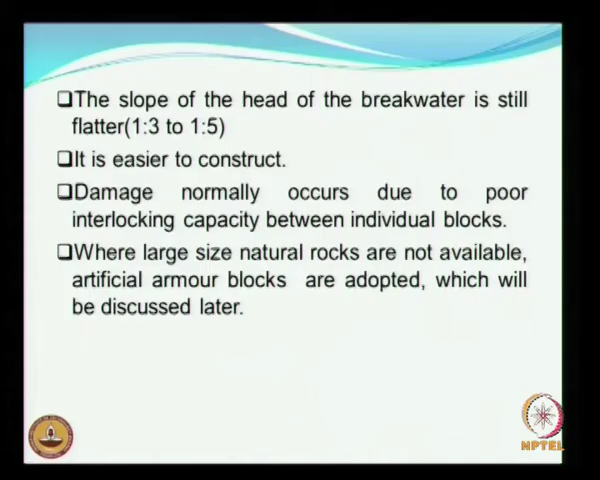 ❑The slope of the head of the breakwater is still
flatter(1:3 to 1:5)
❑It is easier to construct.
❑Damage normally occurs due to poor
interlocking capacity between individual blocks.
❑Where large size natural rocks are not available,
artificial armour blocks are adopted, which will
be discussed later.
NPTEL